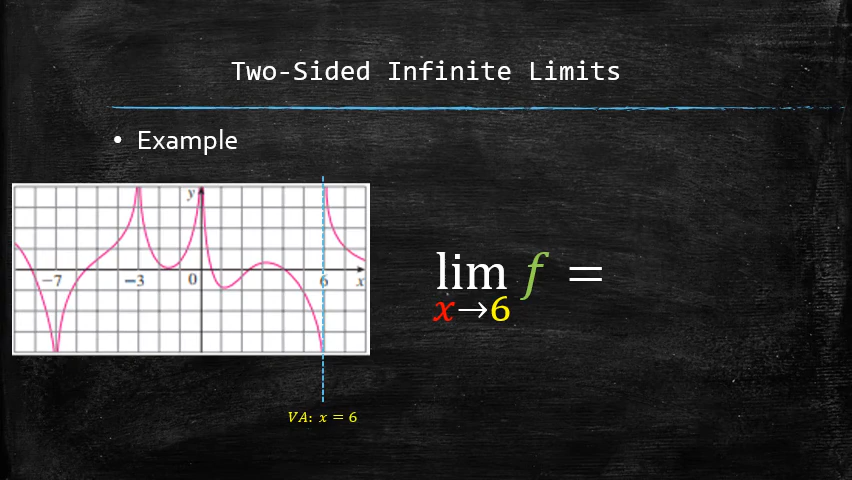 Two-Sided Infinite Limits
• Example
y
−7 −3 0 6 x
lim f =
x→6
VA: x = 6